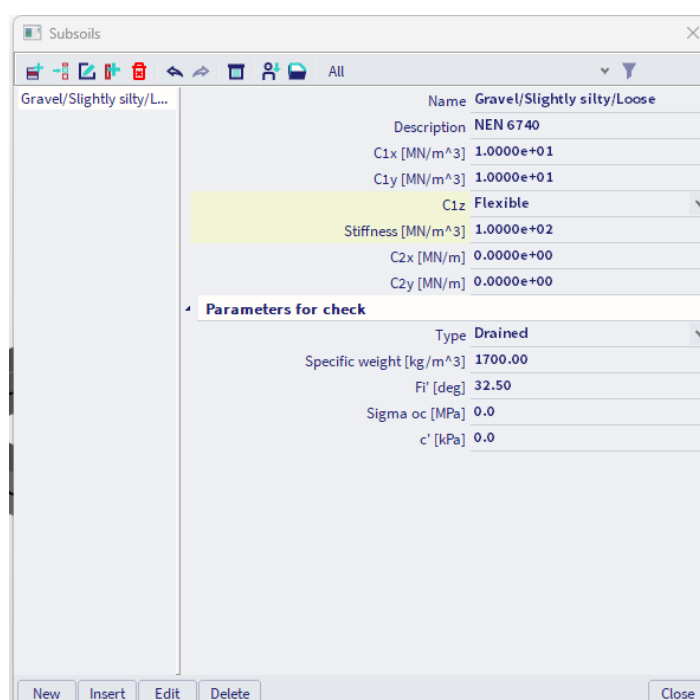 Subsoils
All
Gravel/Slightly silty/L...
Name Gravel/Slightly silty/Loose
Description NEN 6740
C1x [MN/m^3] 1.0000e+01
C1y [MN/m^3] 1.0000e+01
C1z Flexible
Stiffness [MN/m^3] 1.0000e+02
C2x [MN/m] 0.0000e+00
C2y [MN/m] 0.0000e+00
Parameters for check
Type Drained
Specific weight [kg/m^3] 1700.00
Fi' [deg] 32.50
Sigma oc [MPa] 0.0
c' [kPa] 0.0
New Insert Edit Delete Close